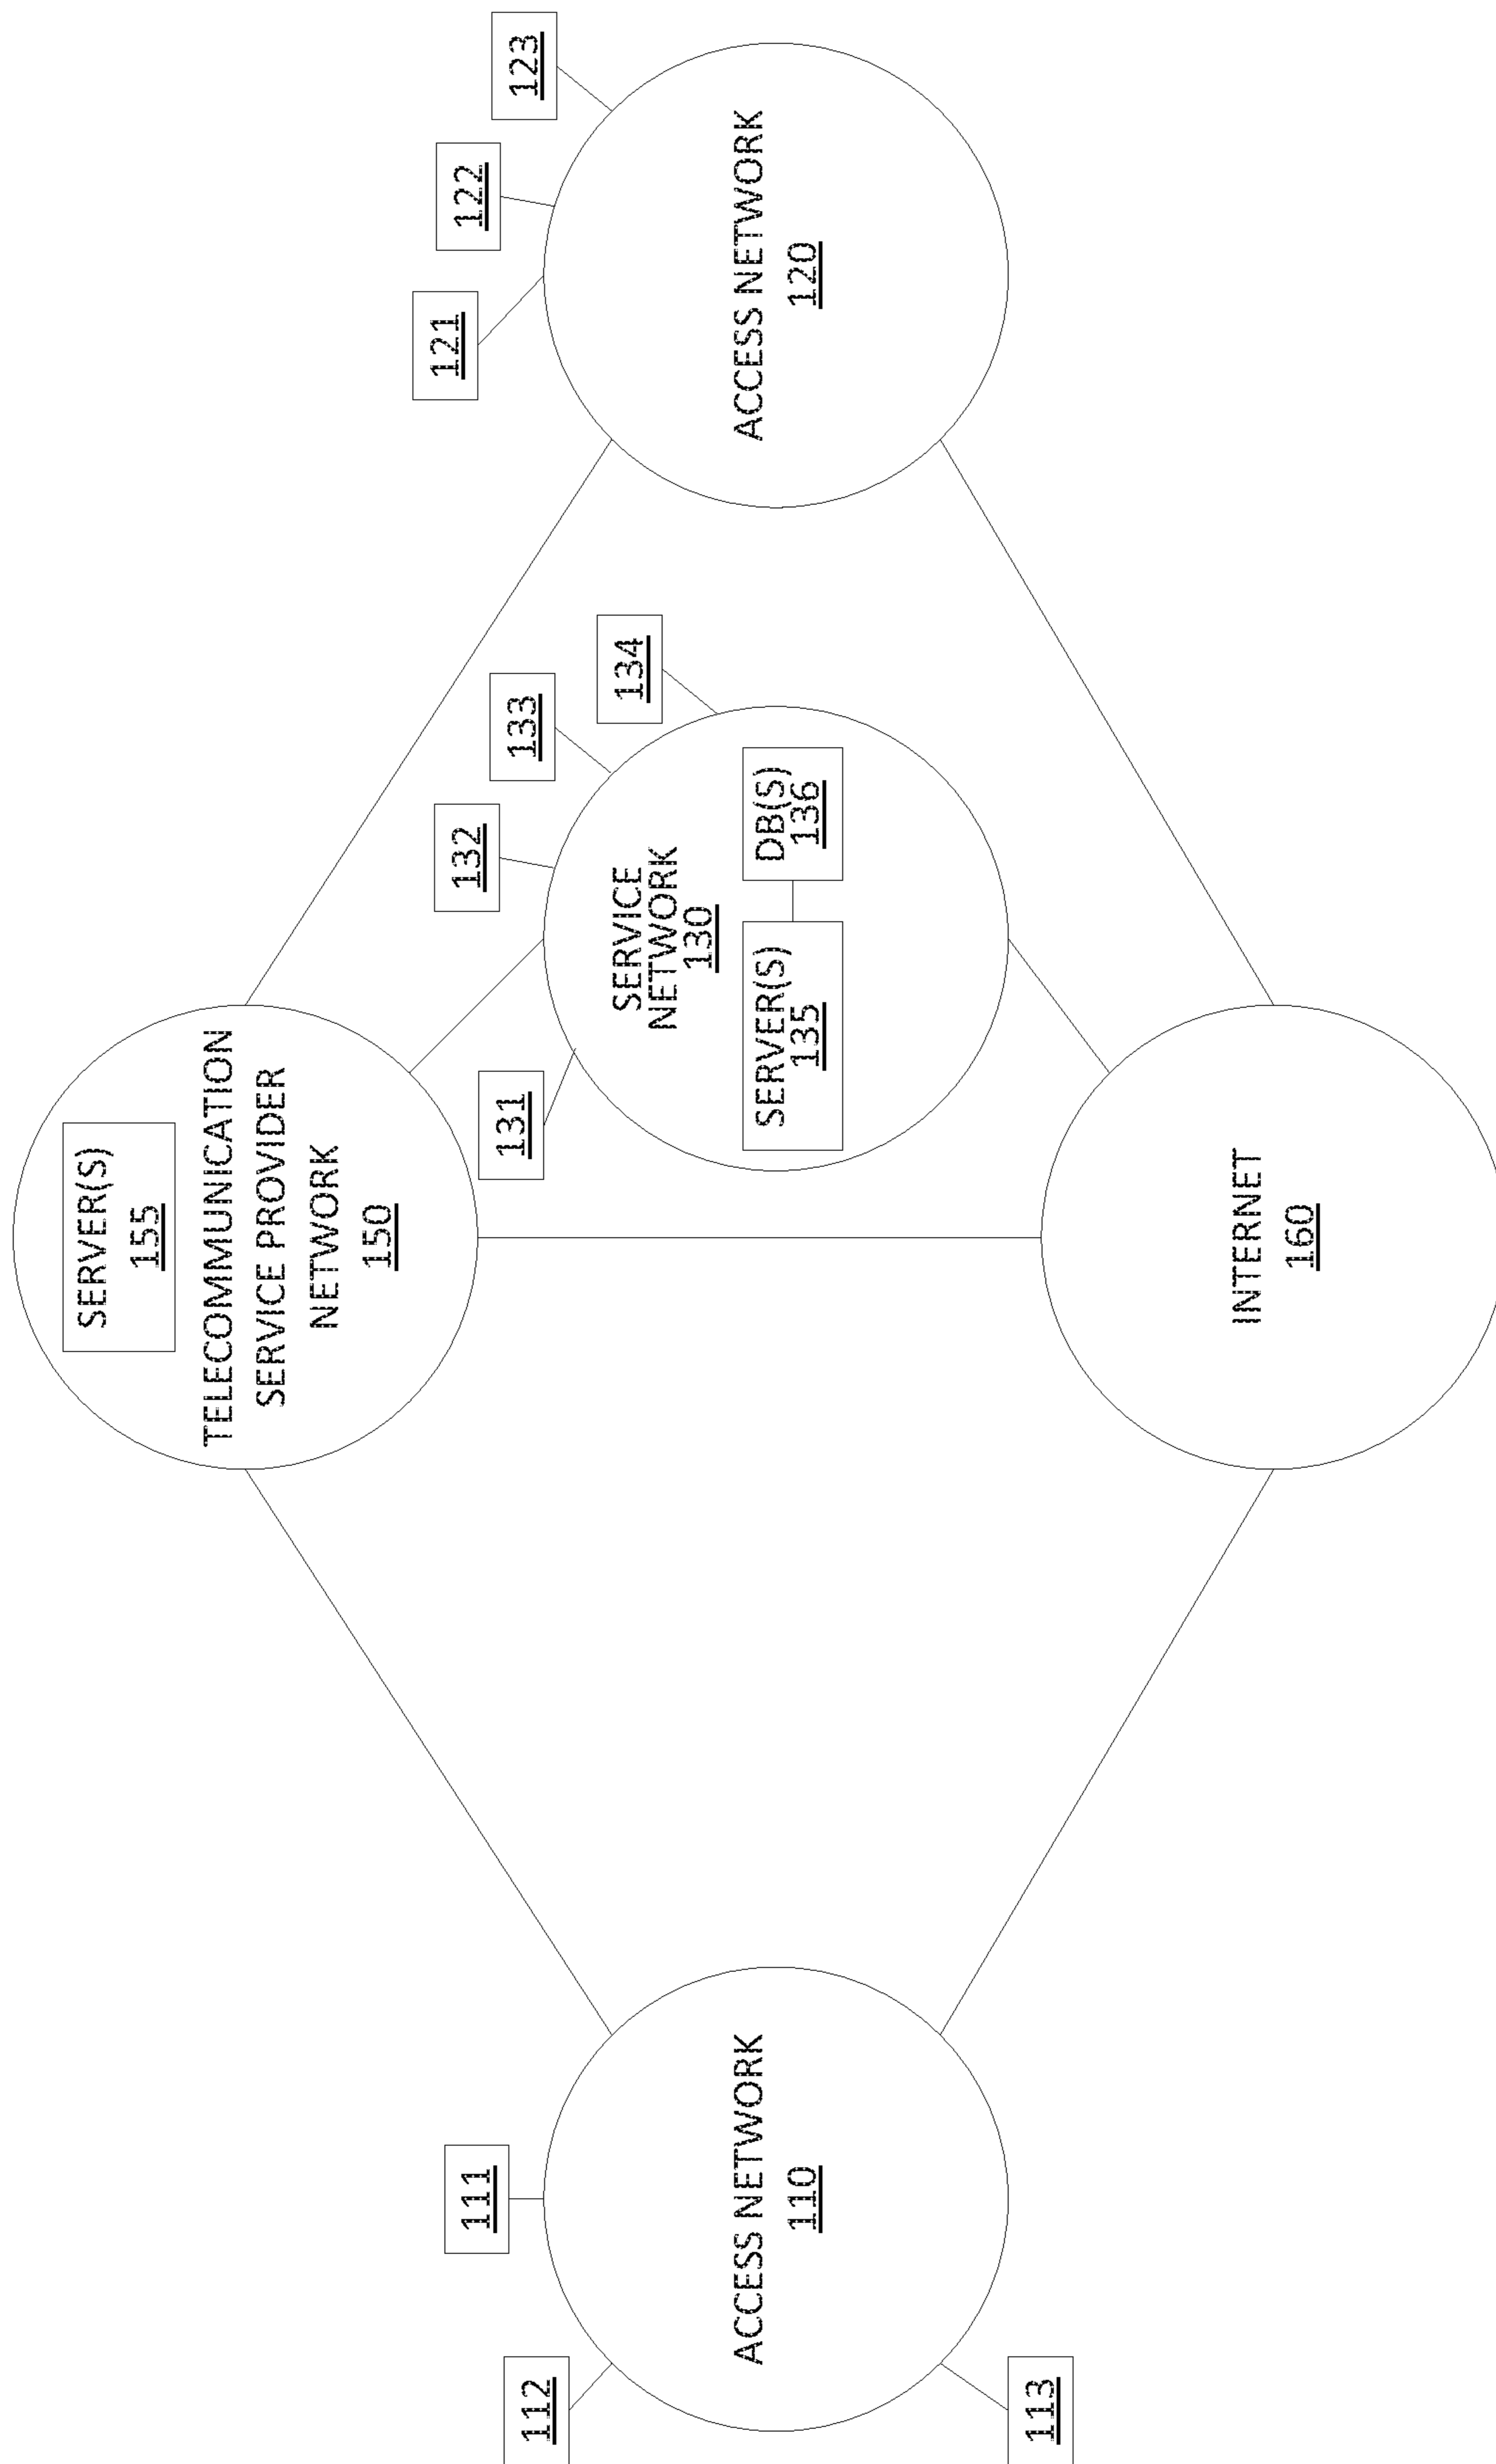 SERVER(S)
155
TELECOMMUNICATION
SERVICE PROVIDER
NETWORK
150
112
111
131
132
133
134
121
122
123
ACCESS NETWORK
110
SERVICE
NETWORK
130
SERVER(S)
135
DB(S)
136
ACCESS NETWORK
120
113
INTERNET
160